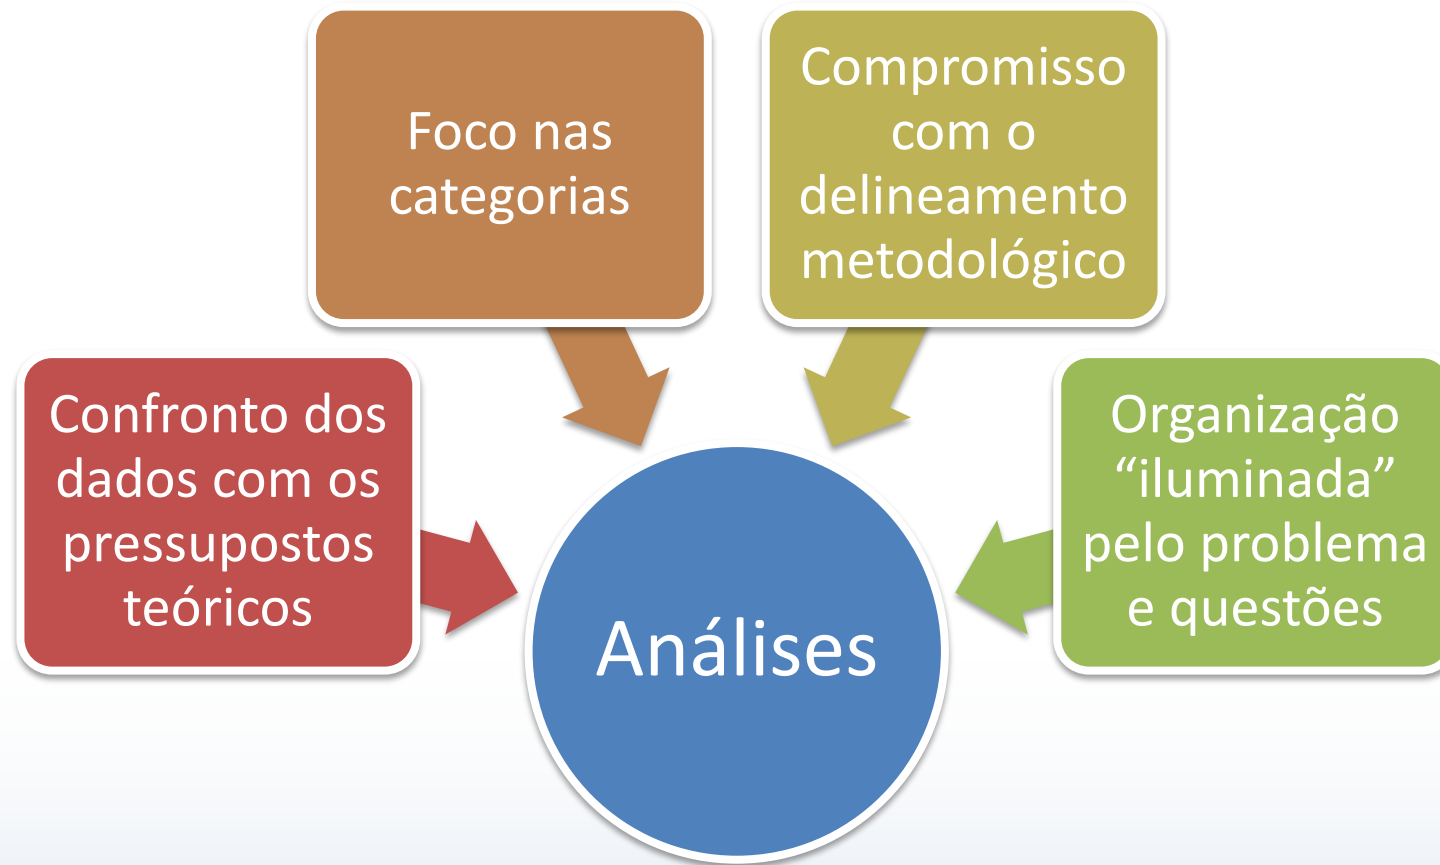 Foco nas
categorias
Compromisso
com o
delineamento
metodológico
Confronto dos
dados com os
pressupostos
teóricos
Organização
“iluminada”
pelo problema
e questões
Análises